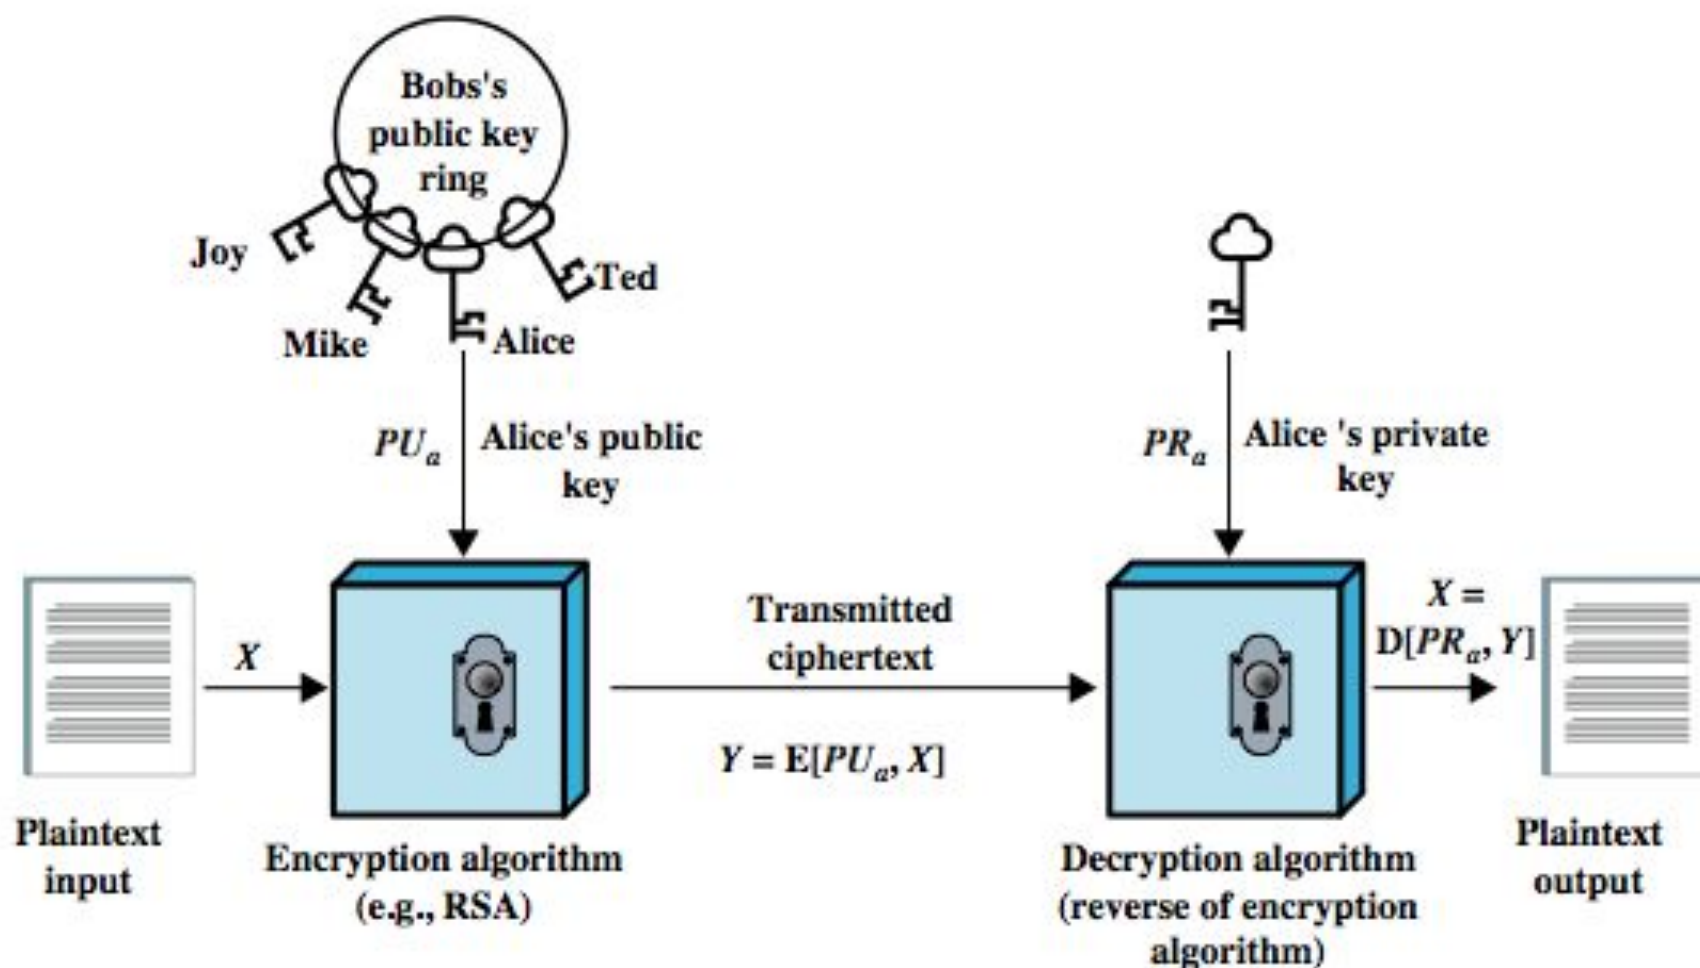 Bobs's
public key
ring
Joy
Ted
Mike
Alice
PUa
Alice's public
key
PRa
Alice 's private
key
X
Transmitted
ciphertext
X =
D[PRa, Y]
Y = E[PUa, X]
Plaintext
input
Encryption algorithm
(e.g., RSA)
Decryption algorithm
(reverse of encryption
algorithm)
Plaintext
output